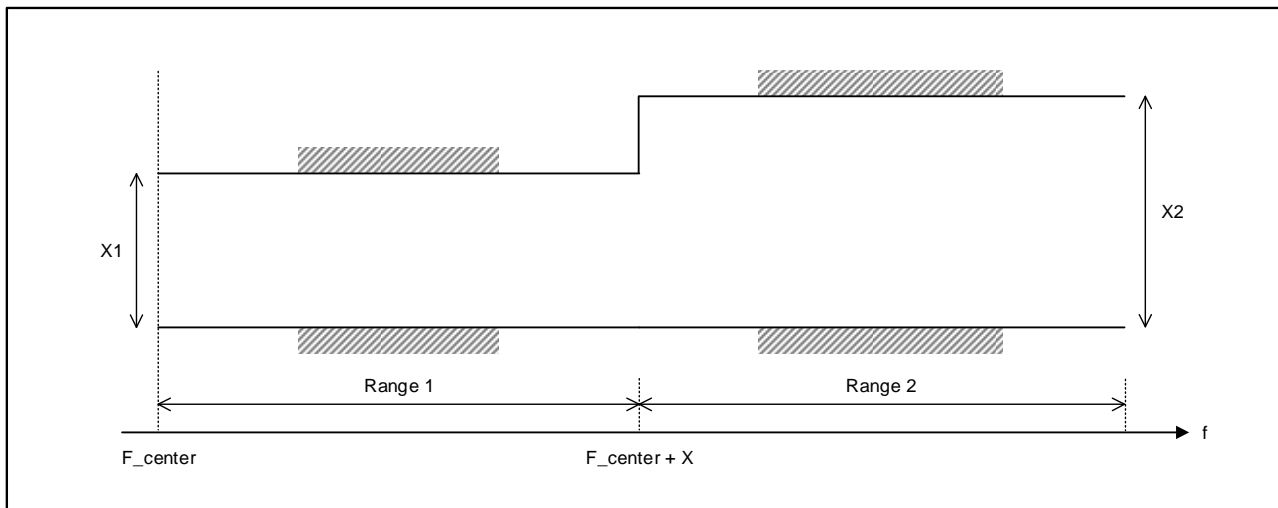 X1
X2
Range 1
Range 2
f
F_center
F_center + X